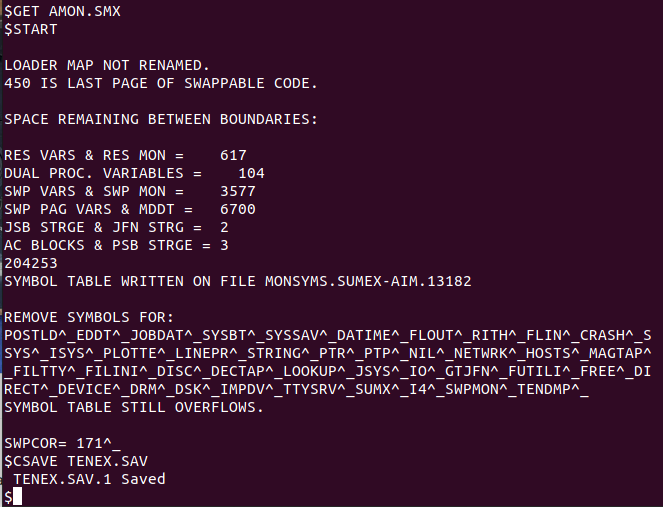 $GET AMON.SMX
$START
LOADER MAP NOT RENAMED.
450 IS LAST PAGE OF SWAPPABLE CODE.
SPACE REMAINING BETWEEN BOUNDARIES:
RES VARS & RES MON =    617
DUAL PROC. VARIABLES =    104
SWP VARS & SWP MON =    3577
SWP PAG VARS & MDDT =   6700
JSB STRGE & JFN STRG =  2
AC BLOCKS & PSB STRGE = 3
204253
SYMBOL TABLE WRITTEN ON FILE MONSYMS.SUMEX-AIM.13182
REMOVE SYMBOLS FOR:
POSTLD^_EDDT^_JOBDAT^_SYSBT^_SYSSAV^_DATIME^_FLOUT^_RITH^_FLIN^_CRASH^_S
SYS^_ISYS^_PLOTTE^_LINEPR^_STRING^_PTR^_PTP^_NIL^_NETWRK^_HOSTS^_MAGTAP^
_FILTTY^_FILINI^_DISC^_DECTAP^_LOOKUP^_JSYS^_IO^_GTJFN^_FUTILI^_FREE^_DI
RECT^_DEVICE^_DRM^_DSK^_IMPDV^_TTYSRV^_SUMX^_I4^_SWPMON^_TENDMP^_
SYMBOL TABLE STILL OVERFLOWS.
SWPCOR= 171^_
$CSAVE TENEX.SAV
 TENEX.SAV.1 Saved
$